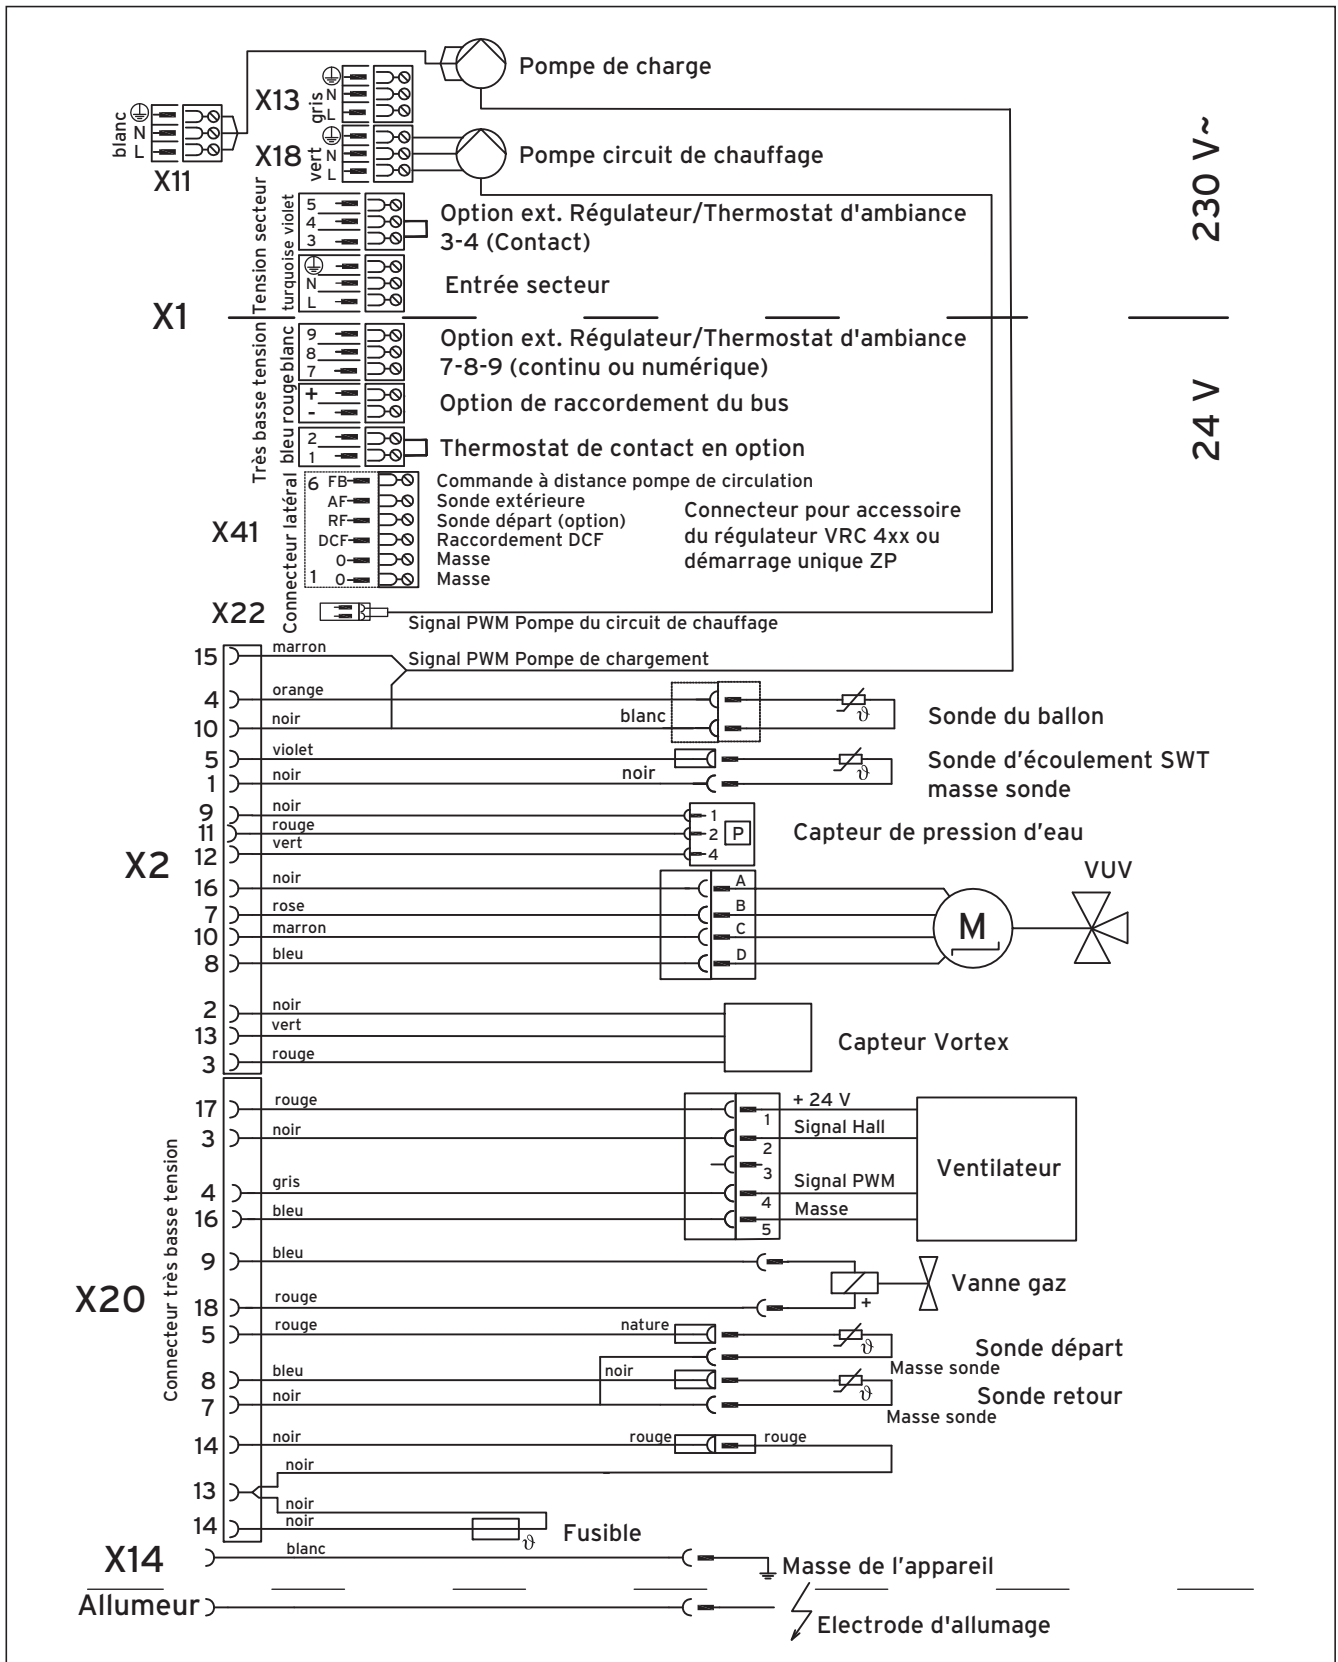 Pompe de charge
X13
gris
N
L
blanc
N
L
X11
X18
vert
N
L
Pompe circuit de chauffage
230 V~
X1
Tension secteur
turquoise violet
5
4
3
Option ext. Régulateur/Thermostat d'ambiance
3-4 (Contact)
N
L
Entrée secteur
Très basse tension
bleu rouge blanc
9
8
7
Option ext. Régulateur/Thermostat d'ambiance
7-8-9 (continu ou numérique)
24 V
+
-
Option de raccordement du bus
2
1
Thermostat de contact en option
X41
Connecteur latéral
6 FB
AF
RF
DCF
0
1 0
Commande à distance pompe de circulation
Sonde extérieure
Sonde départ (option)
Raccordement DCF
Masse
Masse
Connecteur pour accessoire
du régulateur VRC 4xx ou
démarrage unique ZP
X22
Signal PWM Pompe du circuit de chauffage
X2
15 marron
Signal PWM Pompe de chargement
4 orange
10 noir blanc
ϑ
Sonde du ballon
5 violet
1 noir noir
ϑ
Sonde d'écoulement SWT
masse sonde
9 noir 1
11 rouge 2 P
12 vert 4
Capteur de pression d'eau
16 noir A
7 rose B
10 marron C
8 bleu D
M
VUV
2 noir
13 vert
3 rouge
Capteur Vortex
X20
Connecteur très basse tension
17 rouge 1 + 24 V
3 noir 2 Signal Hall
3
4 gris 4 Signal PWM
16 bleu 5 Masse
Ventilateur
9 bleu
18 rouge +
Vanne gaz
5 rouge nature
ϑ
Sonde départ
Masse sonde
8 bleu noir
7 noir
ϑ
Sonde retour
Masse sonde
14 noir rouge rouge
noir
13
noir
14 noir
ϑ
Fusible
X14 blanc
Masse de l'appareil
Allumeur
Electrode d'allumage